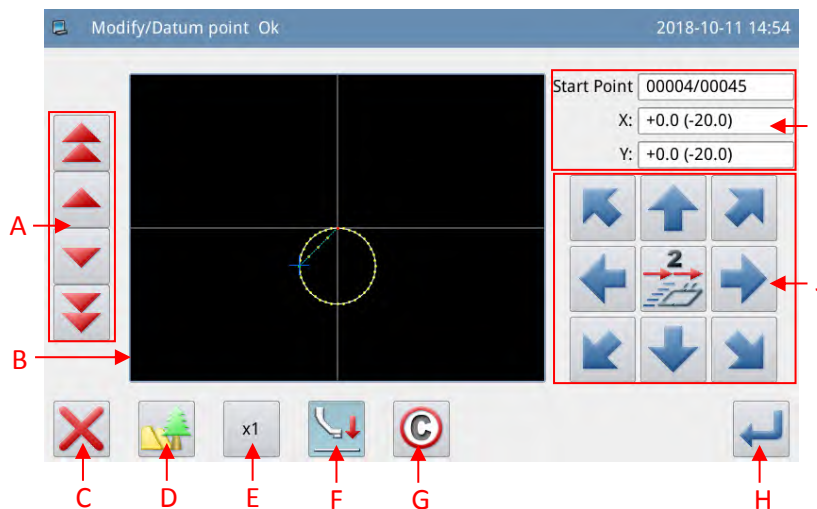 Modify/Datum point Ok 2018-10-11 14:54
Start Point 00004/00045
X: +0.0 (-20.0)
Y: +0.0 (-20.0)
A
2
B
x1
C
C D E F G H